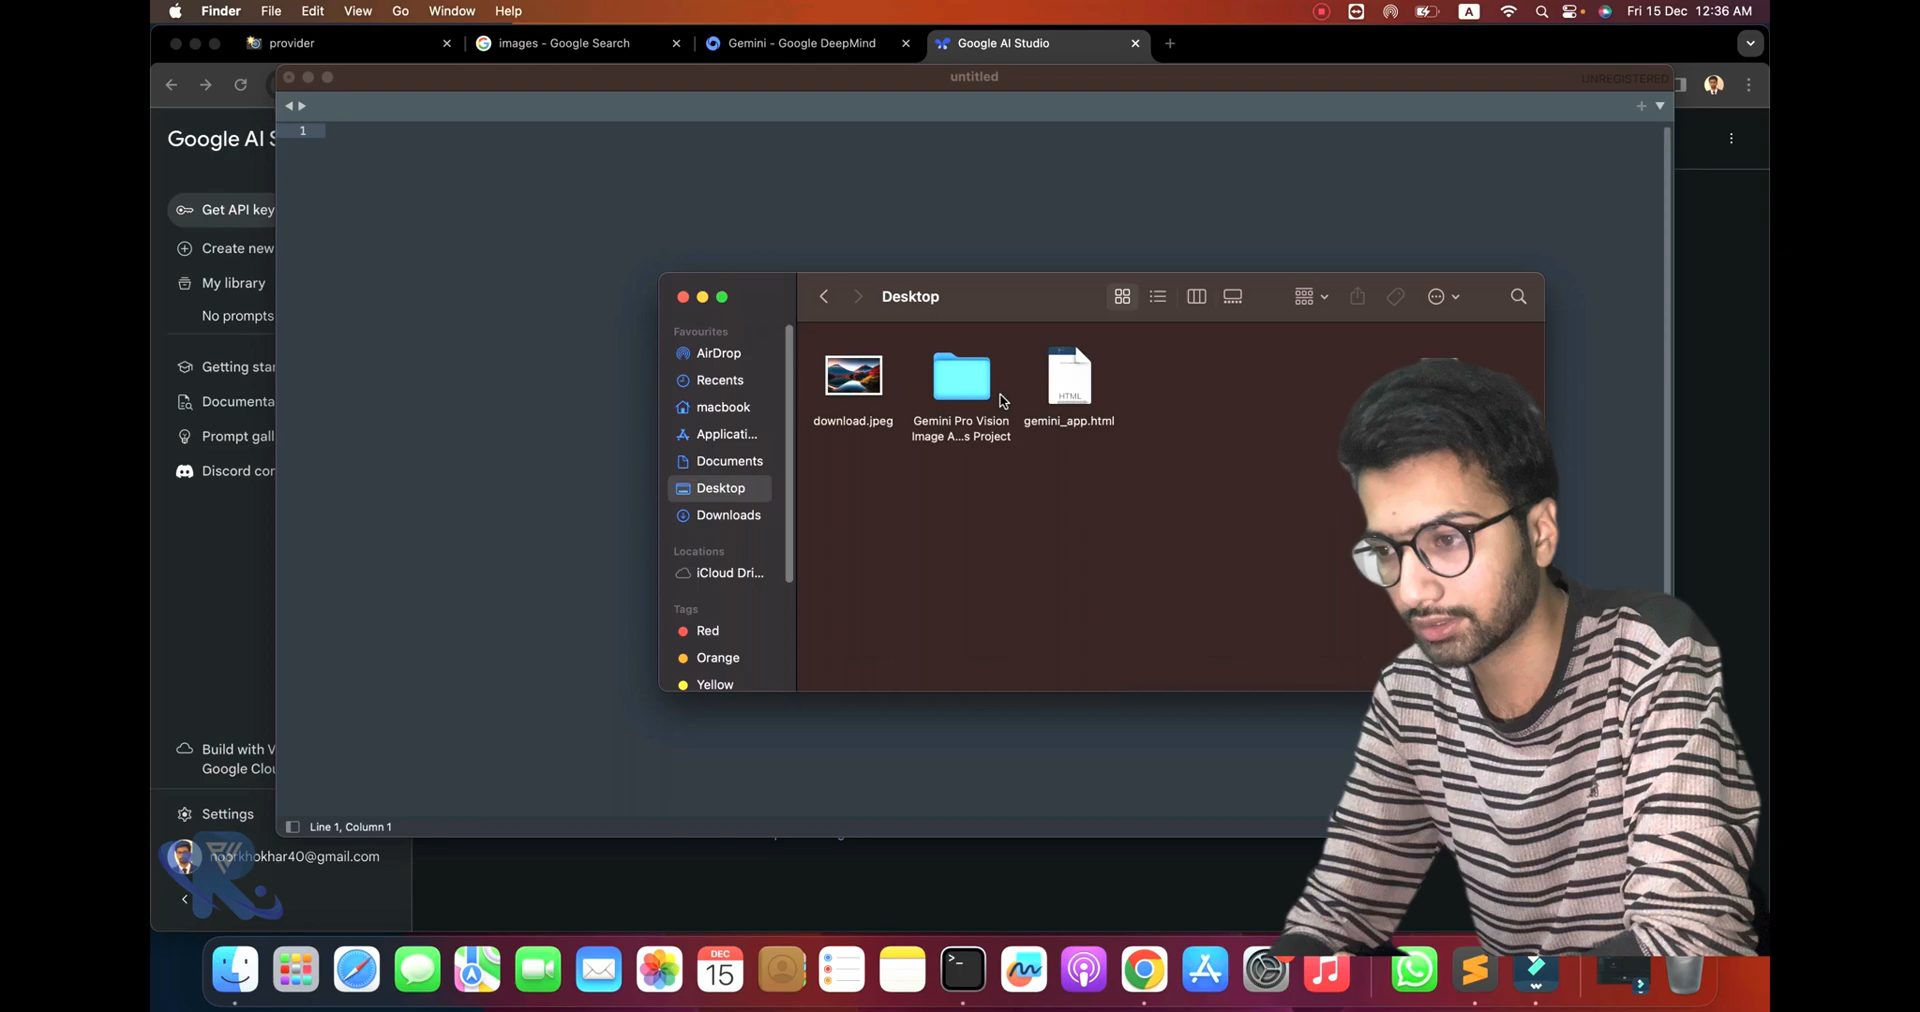 Finder File Edit View Go Window Help
A
Fri 15 Dec 12:36 AM
provider
images - Google Search
Gemini - Google DeepMind
Google AI Studio
untitled
UNREGISTERED
1
Google AI S
Get API key
Create new
My library
No prompts
Getting star
Documenta
Prompt gall
Discord con
Build with V
Google Clou
Settings
noorkhokhar40@gmail.com
Desktop
Favourites
AirDrop
Recents
macbook
Applicati...
Documents
Desktop
Downloads
Locations
iCloud Dri...
Tags
Red
Orange
Yellow
download.jpeg
Gemini Pro Vision
Image A...s Project
HTML
gemini_app.html
Line 1, Column 1
DEC
15